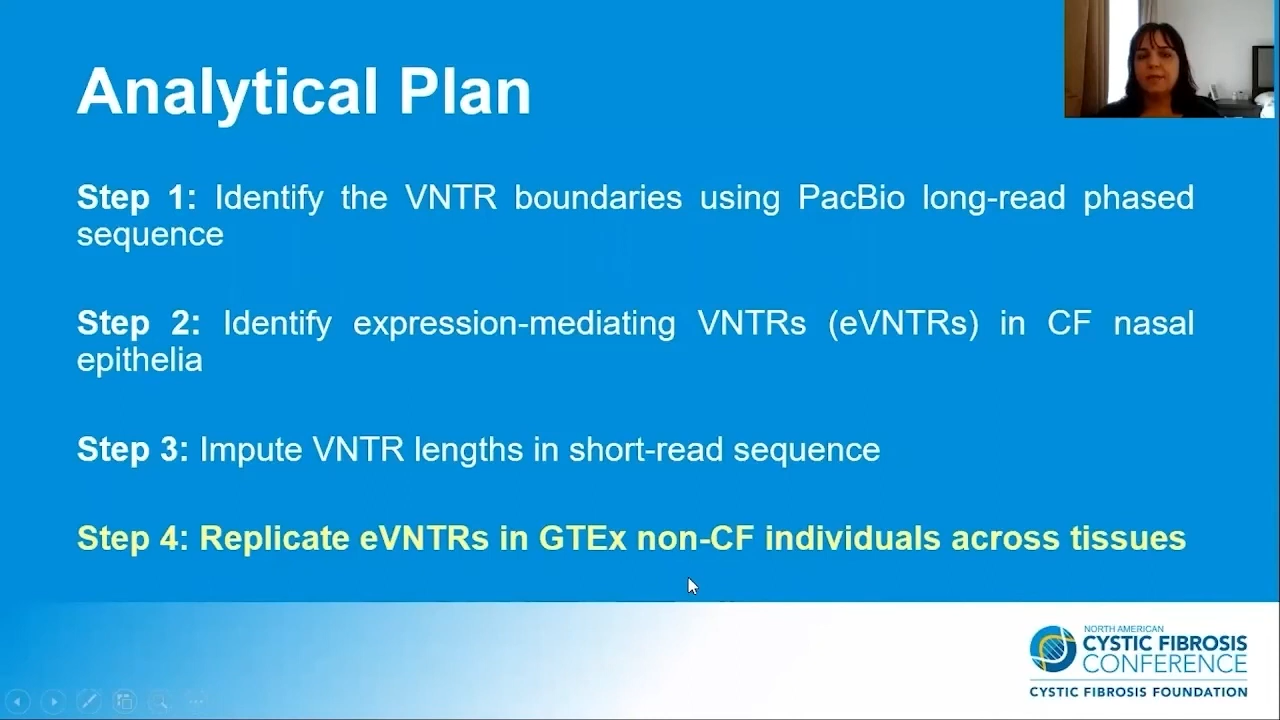 Analytical Plan
Step 1: Identify the VNTR boundaries using PacBio long-read phased
sequence
Step 2: Identify expression-mediating VNTRs (eVNTRs) in CF nasal
epithelia
Step 3: Impute VNTR lengths in short-read sequence
Step 4: Replicate eVNTRs in GTEx non-CF individuals across tissues
NORTH AMERICAN
CYSTIC FIBROSIS
CONFERENCE
CYSTIC FIBROSIS FOUNDATION